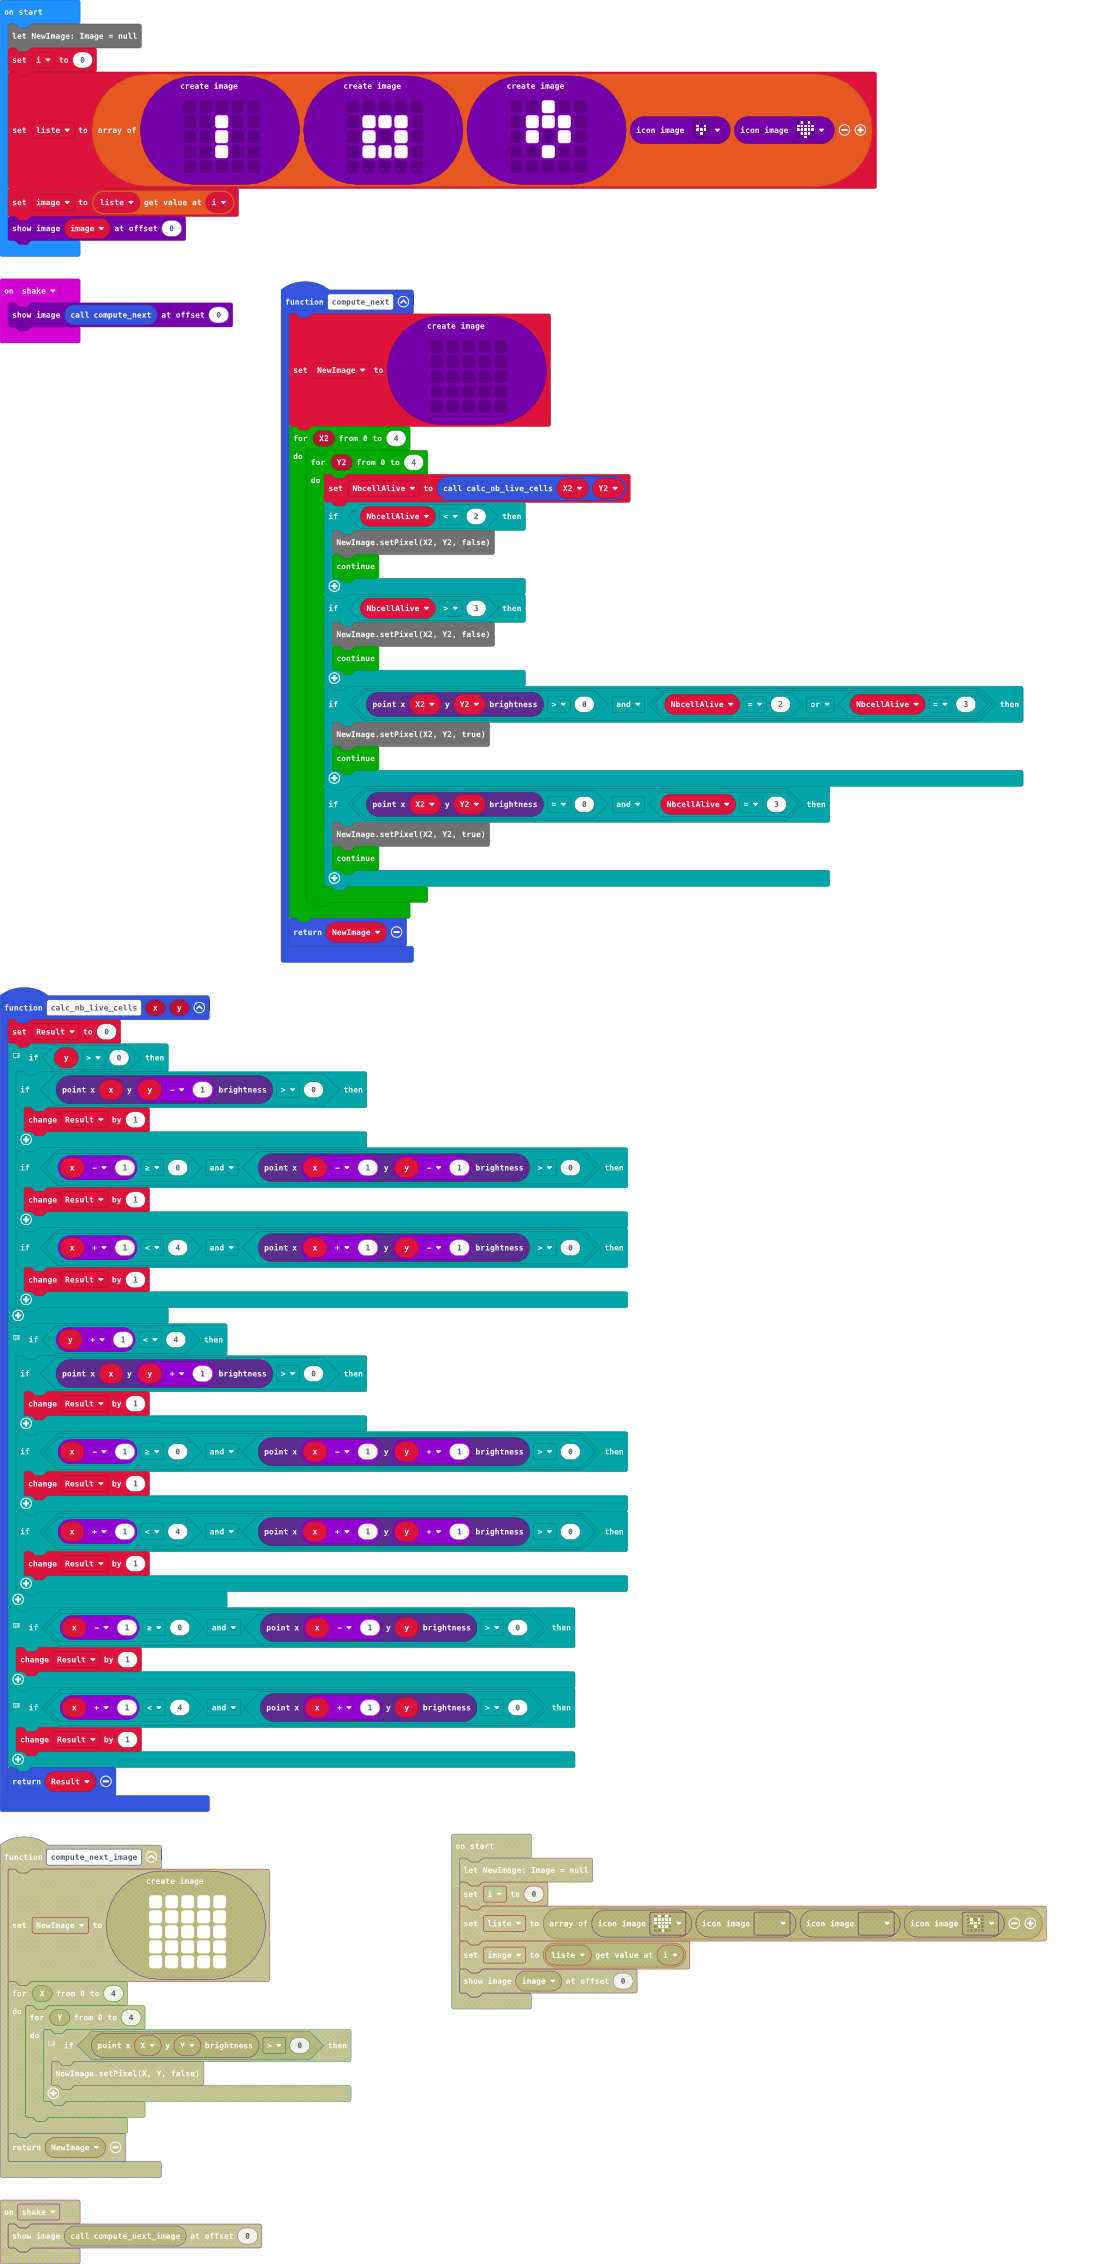 on start
let NewImage: Image = null
set i to 0
create image create image create image
set liste to array of icon image icon image
set image to liste get value at i
show image image at offset 0
on shake
show image call compute_next at offset 0
function compute_next
create image
set NewImage to
for X2 from 0 to 4
do
for Y2 from 0 to 4
do
set NbcellAlive to call calc_nb_live_cells X2 Y2
if NbcellAlive < 2 then
NewImage.setPixel(X2, Y2, false)
continue
if NbcellAlive > 3 then
NewImage.setPixel(X2, Y2, false)
continue
if point x X2 y Y2 brightness > 0 and NbcellAlive = 2 or NbcellAlive = 3 then
NewImage.setPixel(X2, Y2, true)
continue
if point x X2 y Y2 brightness = 0 and NbcellAlive = 3 then
NewImage.setPixel(X2, Y2, true)
continue
return NewImage
function calc_nb_live_cells x y
set Result to 0
if y > 0 then
if point x x y y - 1 brightness > 0 then
change Result by 1
if x - 1 ≥ 0 and point x x - 1 y y - 1 brightness > 0 then
change Result by 1
if x + 1 < 4 and point x x + 1 y y - 1 brightness > 0 then
change Result by 1
if y + 1 < 4 then
if point x x y y + 1 brightness > 0 then
change Result by 1
if x - 1 ≥ 0 and point x x - 1 y y + 1 brightness > 0 then
change Result by 1
if x + 1 < 4 and point x x + 1 y y + 1 brightness > 0 then
change Result by 1
if x - 1 ≥ 0 and point x x - 1 y y brightness > 0 then
change Result by 1
if x + 1 < 4 and point x x + 1 y y brightness > 0 then
change Result by 1
return Result
function compute_next_image
create image
set NewImage to
for X from 0 to 4
do
for Y from 0 to 4
do
if point x X y Y brightness > 0 then
NewImage.setPixel(X, Y, false)
return NewImage
on start
let NewImage: Image = null
set i to 0
set liste to array of icon image icon image icon image icon image
set image to liste get value at i
show image image at offset 0
on shake
show image call compute_next_image at offset 0